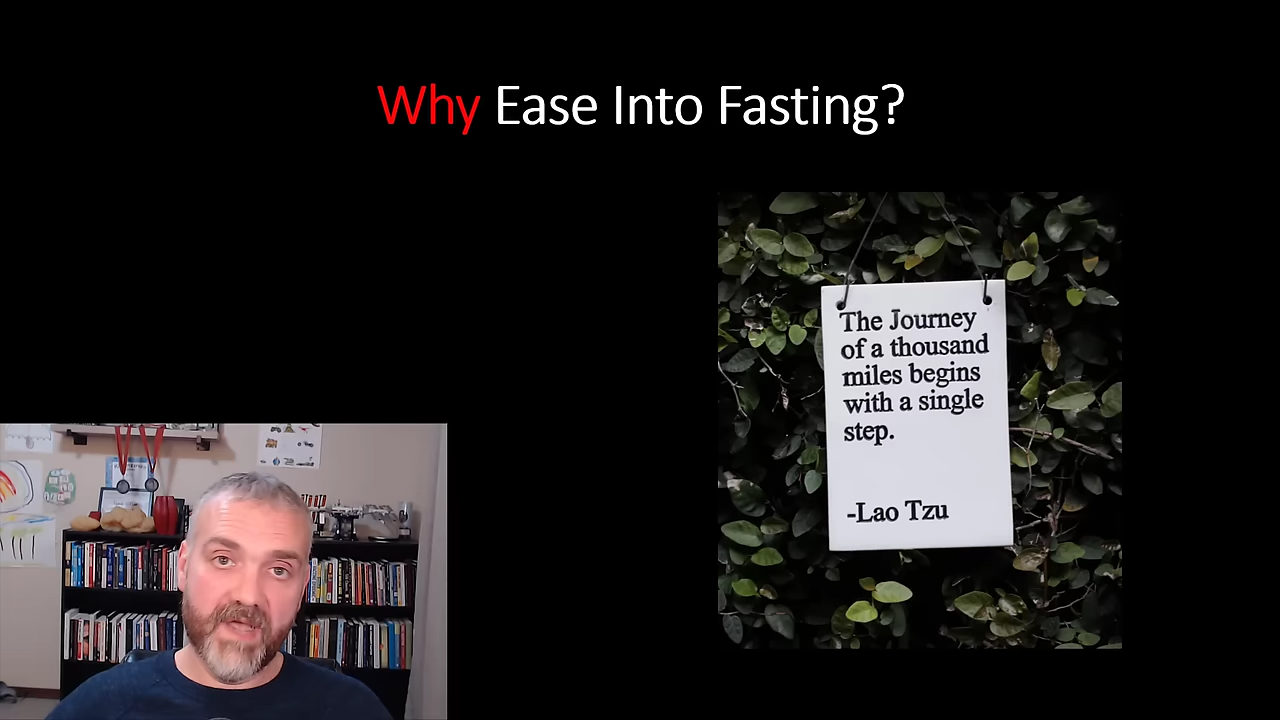 Why Ease Into Fasting?
The Journey
of a thousand
miles begins
with a single
step.
-Lao Tzu